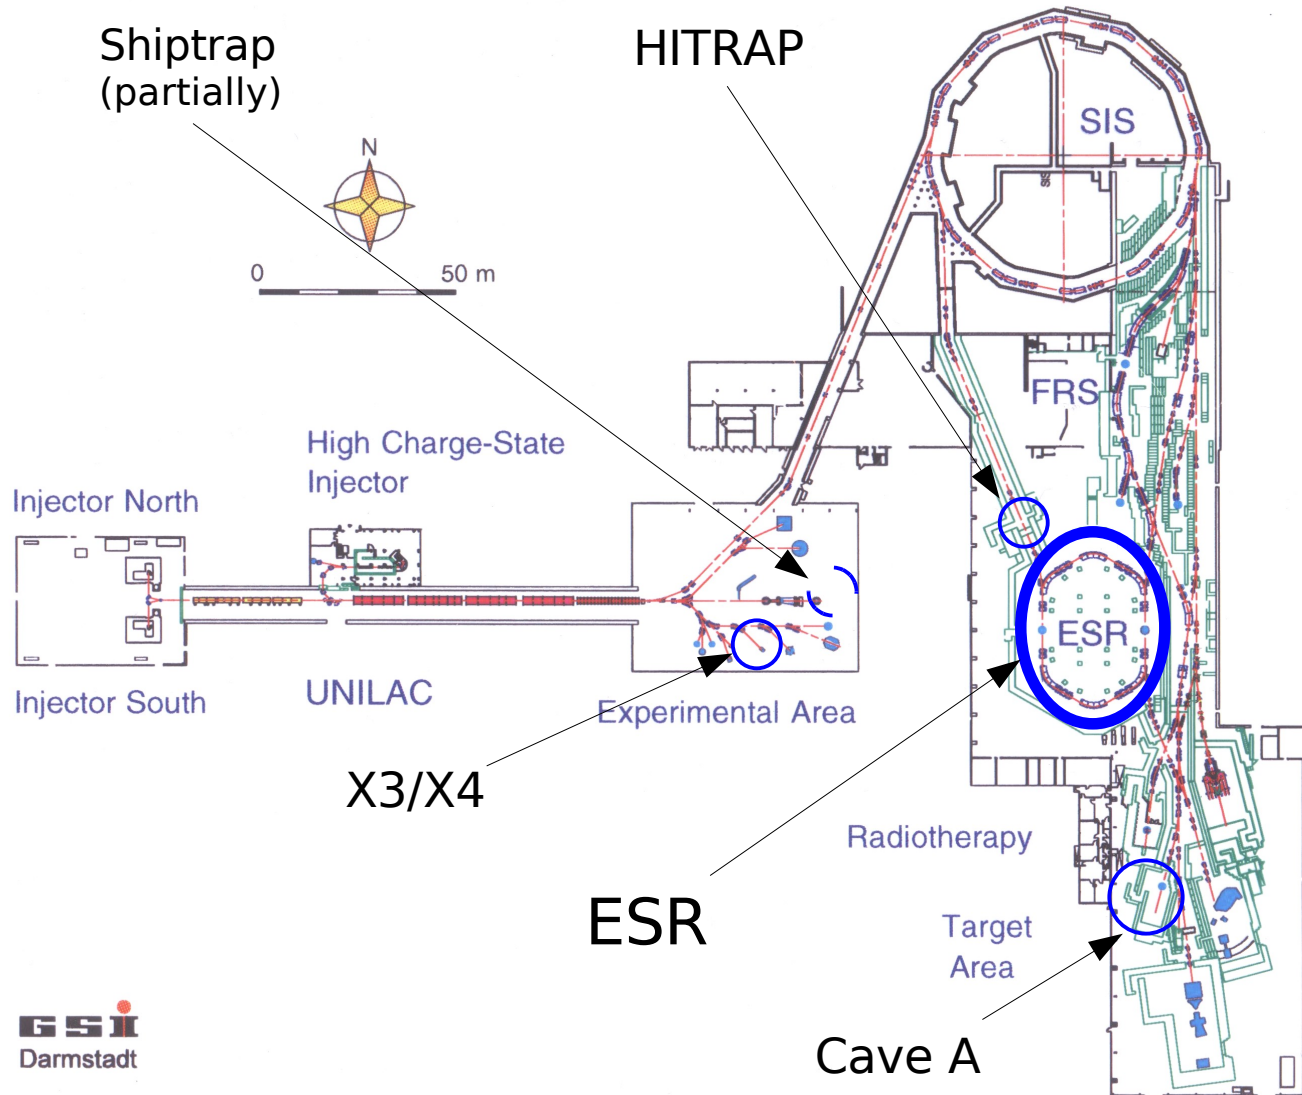 Shiptrap
(partially)
HITRAP
SIS
SIS
N
0
50 m
FRS
High Charge-State
Injector
Injector North
ESR
Injector South
UNILAC
Experimental Area
X3/X4
Radiotherapy
ESR
Target
Area
GSI
Darmstadt
Cave A